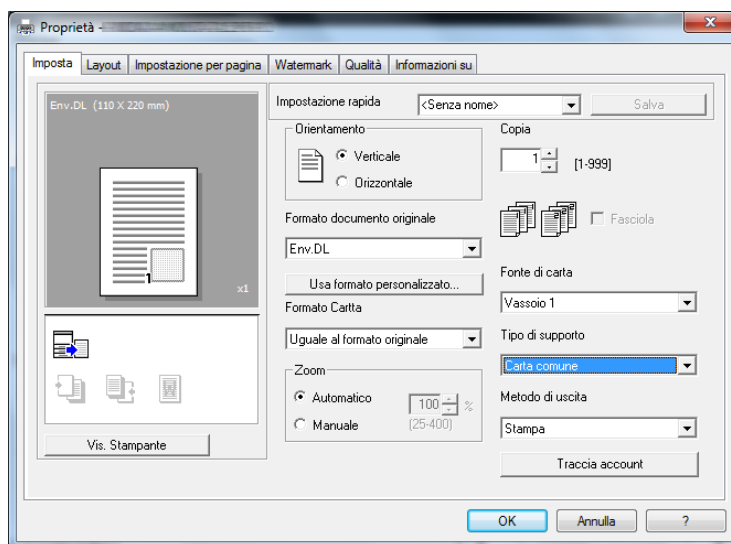 Proprietà -
Imposta Layout Impostazione per pagina Watermark Qualità Informazioni su
Env.DL (110 X 220 mm)
1
x1
Vis. Stampante
Impostazione rapida <Senza nome> Salva
Orientamento
Verticale
Orizzontale
Formato documento originale
Env.DL
Usa formato personalizzato...
Formato Cartta
Uguale al formato originale
Zoom
Automatico
Manuale
100 %
(25-400)
Copia
1 [1-999]
Fasciola
Fonte di carta
Vassoio 1
Tipo di supporto
Carta comune
Metodo di uscita
Stampa
Traccia account
OK Annulla ?